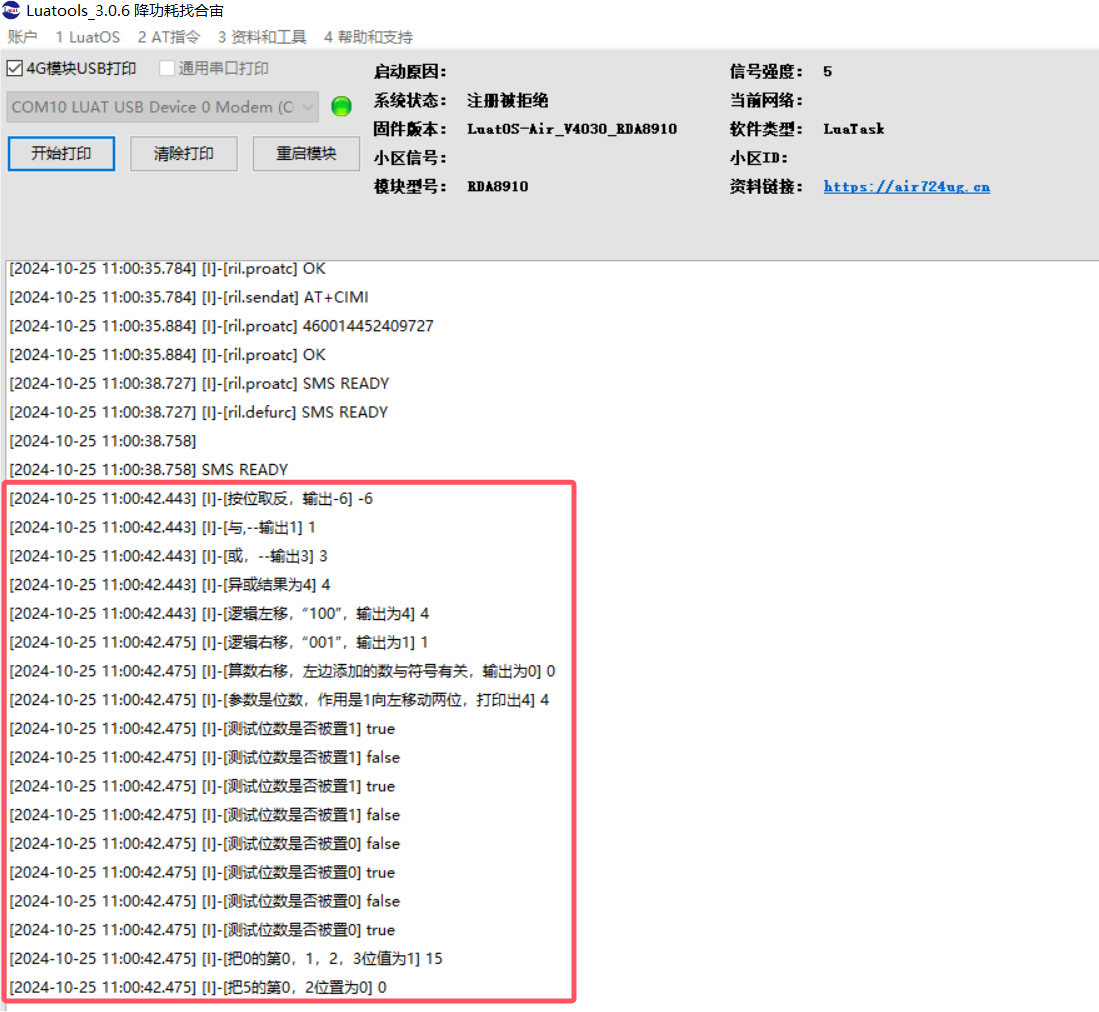 Luatools_3.0.6 降功耗找合宙
账户 1 LuatOS 2 AT指令 3 资料和工具 4 帮助和支持
4G模块USB打印 通用串口打印
COM10 LUAT USB Device 0 Modem (C
开始打印 清除打印 重启模块
启动原因： 信号强度： 5
系统状态： 注册被拒绝 当前网络：
固件版本： LuatOS-Air_V4030_RDA8910 软件类型： LuaTask
小区信号： 小区ID：
模块型号： RDA8910 资料链接： https://air724ug.cn
[2024-10-25 11:00:35.784] [I]-[ril.proatc] OK
[2024-10-25 11:00:35.784] [I]-[ril.sendat] AT+CIMI
[2024-10-25 11:00:35.884] [I]-[ril.proatc] 460014452409727
[2024-10-25 11:00:35.884] [I]-[ril.proatc] OK
[2024-10-25 11:00:38.727] [I]-[ril.proatc] SMS READY
[2024-10-25 11:00:38.727] [I]-[ril.defurc] SMS READY
[2024-10-25 11:00:38.758]
[2024-10-25 11:00:38.758] SMS READY
[2024-10-25 11:00:42.443] [I]-[按位取反，输出-6] -6
[2024-10-25 11:00:42.443] [I]-[与,--输出1] 1
[2024-10-25 11:00:42.443] [I]-[或，--输出3] 3
[2024-10-25 11:00:42.443] [I]-[异或结果为4] 4
[2024-10-25 11:00:42.443] [I]-[逻辑左移，“100”，输出为4] 4
[2024-10-25 11:00:42.475] [I]-[逻辑右移，“001”，输出为1] 1
[2024-10-25 11:00:42.475] [I]-[算数右移，左边添加的数与符号有关，输出为0] 0
[2024-10-25 11:00:42.475] [I]-[参数是位数，作用是1向左移动两位，打印出4] 4
[2024-10-25 11:00:42.475] [I]-[测试位数是否被置1] true
[2024-10-25 11:00:42.475] [I]-[测试位数是否被置1] false
[2024-10-25 11:00:42.475] [I]-[测试位数是否被置1] true
[2024-10-25 11:00:42.475] [I]-[测试位数是否被置1] false
[2024-10-25 11:00:42.475] [I]-[测试位数是否被置0] false
[2024-10-25 11:00:42.475] [I]-[测试位数是否被置0] true
[2024-10-25 11:00:42.475] [I]-[测试位数是否被置0] false
[2024-10-25 11:00:42.475] [I]-[测试位数是否被置0] true
[2024-10-25 11:00:42.475] [I]-[把0的第0，1，2，3位值为1] 15
[2024-10-25 11:00:42.475] [I]-[把5的第0，2位置为0] 0